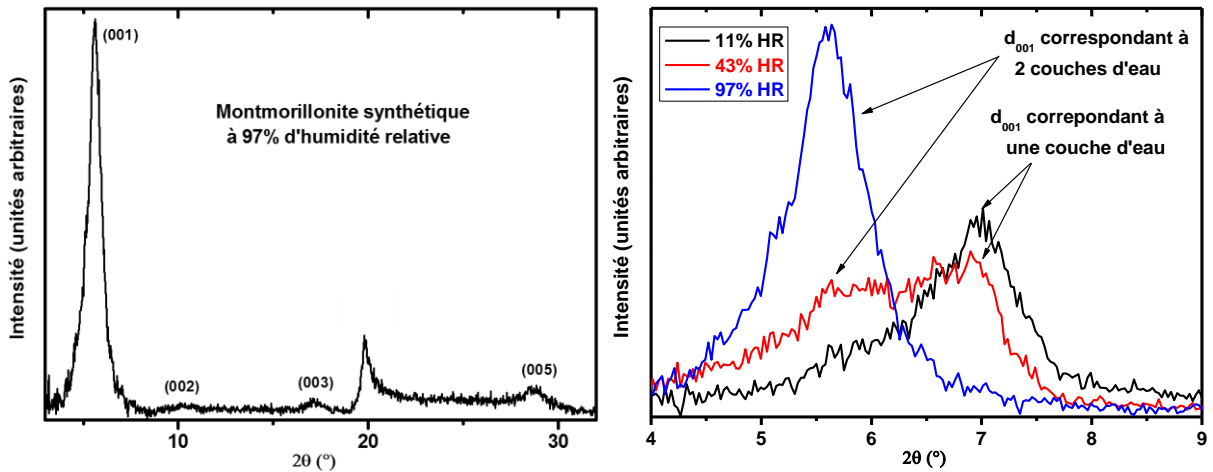 (001)
Montmorillonite synthétique
à 97% d'humidité relative
(002)
(003)
(005)
Intensité (unités arbitraires)
10
20
30
2θ (°)
11% HR
43% HR
97% HR
d001 correspondant à
2 couches d'eau
d001 correpondant à
une couche d'eau
Intensité (unités arbitraires)
4
5
6
7
8
9
2θ (°)